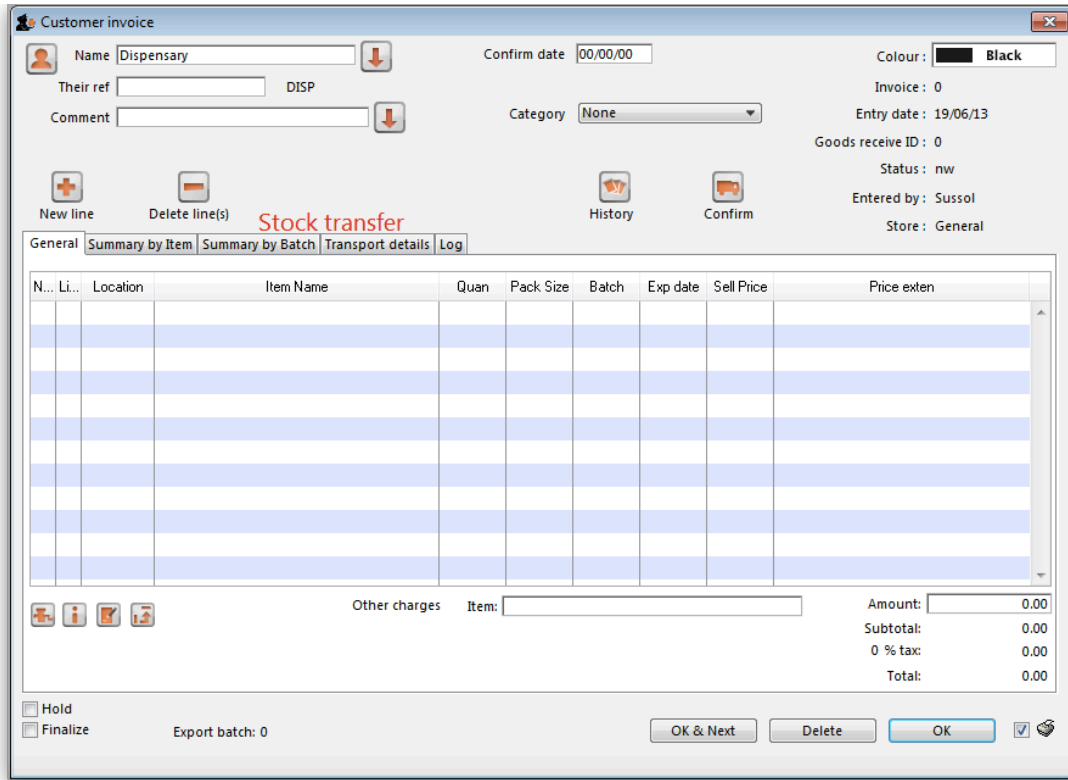 Customer invoice
Name Dispensary Confirm date 00/00/00 Colour : Black
Their ref DISP Invoice : 0
Comment Category None Entry date : 19/06/13
Goods receive ID : 0
Status : nw
New line Delete line(s) History Confirm Entered by : Sussol
Stock transfer Store : General
General Summary by Item Summary by Batch Transport details Log
N... Li... Location Item Name Quan Pack Size Batch Exp date Sell Price Price exten
Other charges Item: Amount: 0.00
Subtotal: 0.00
0 % tax: 0.00
Total: 0.00
Hold
Finalize Export batch: 0 OK & Next Delete OK